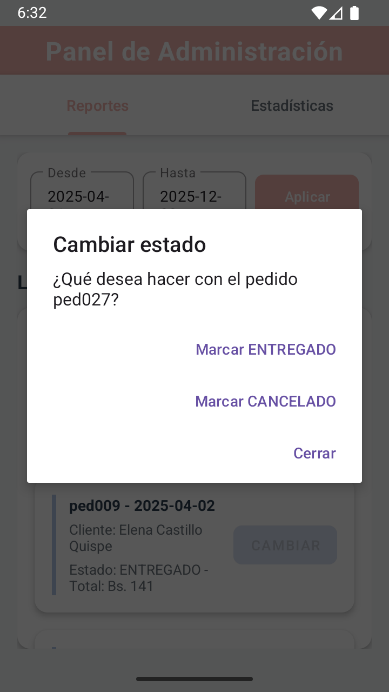 6:32
Panel de Administración
Reportes
Estadísticas
Desde
Hasta
2025-04-
2025-12-
Aplicar
L
Cambiar estado
¿Qué desea hacer con el pedido
ped027?
Marcar ENTREGADO
Marcar CANCELADO
Cerrar
ped009 - 2025-04-02
Cliente: Elena Castillo
Quispe
CAMBIAR
Estado: ENTREGADO -
Total: Bs. 141